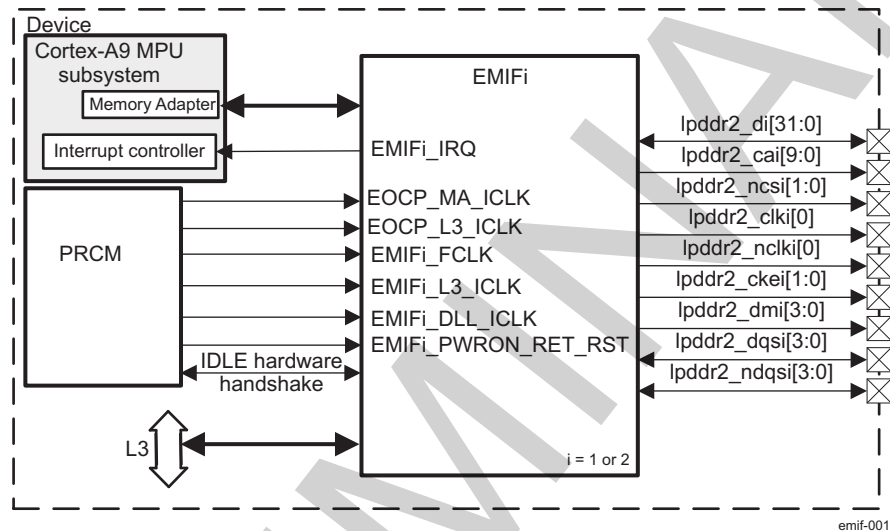 Device
Cortex-A9 MPU
subsystem
Memory Adapter
Interrupt controller
PRCM
L3
EMIFi
EMIFi_IRQ
EOCP_MA_ICLK
EOCP_L3_ICLK
EMIFi_FCLK
EMIFi_L3_ICLK
EMIFi_DLL_ICLK
EMIFi_PWRON_RET_RST
IDLE hardware
handshake
i = 1 or 2
lpddr2_di[31:0]
lpddr2_cai[9:0]
lpddr2_ncsi[1:0]
lpddr2_clki[0]
lpddr2_nclki[0]
lpddr2_ckei[1:0]
lpddr2_dmi[3:0]
lpddr2_dqsi[3:0]
lpddr2_ndqsi[3:0]
emif-001